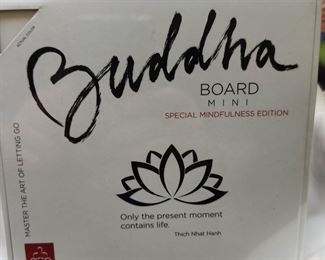 Buddha
BOARD
MINI
SPECIAL MINDFULNESS EDITION
MASTER THE ART OF LETTING GO
Only the present moment
contains life.
Thich Nhat Hanh